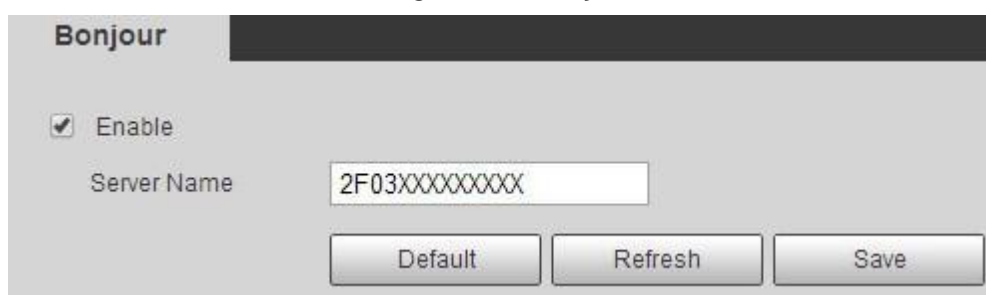 Bonjour
Enable
Server Name 2F03XXXXXXXXX
Default Refresh Save